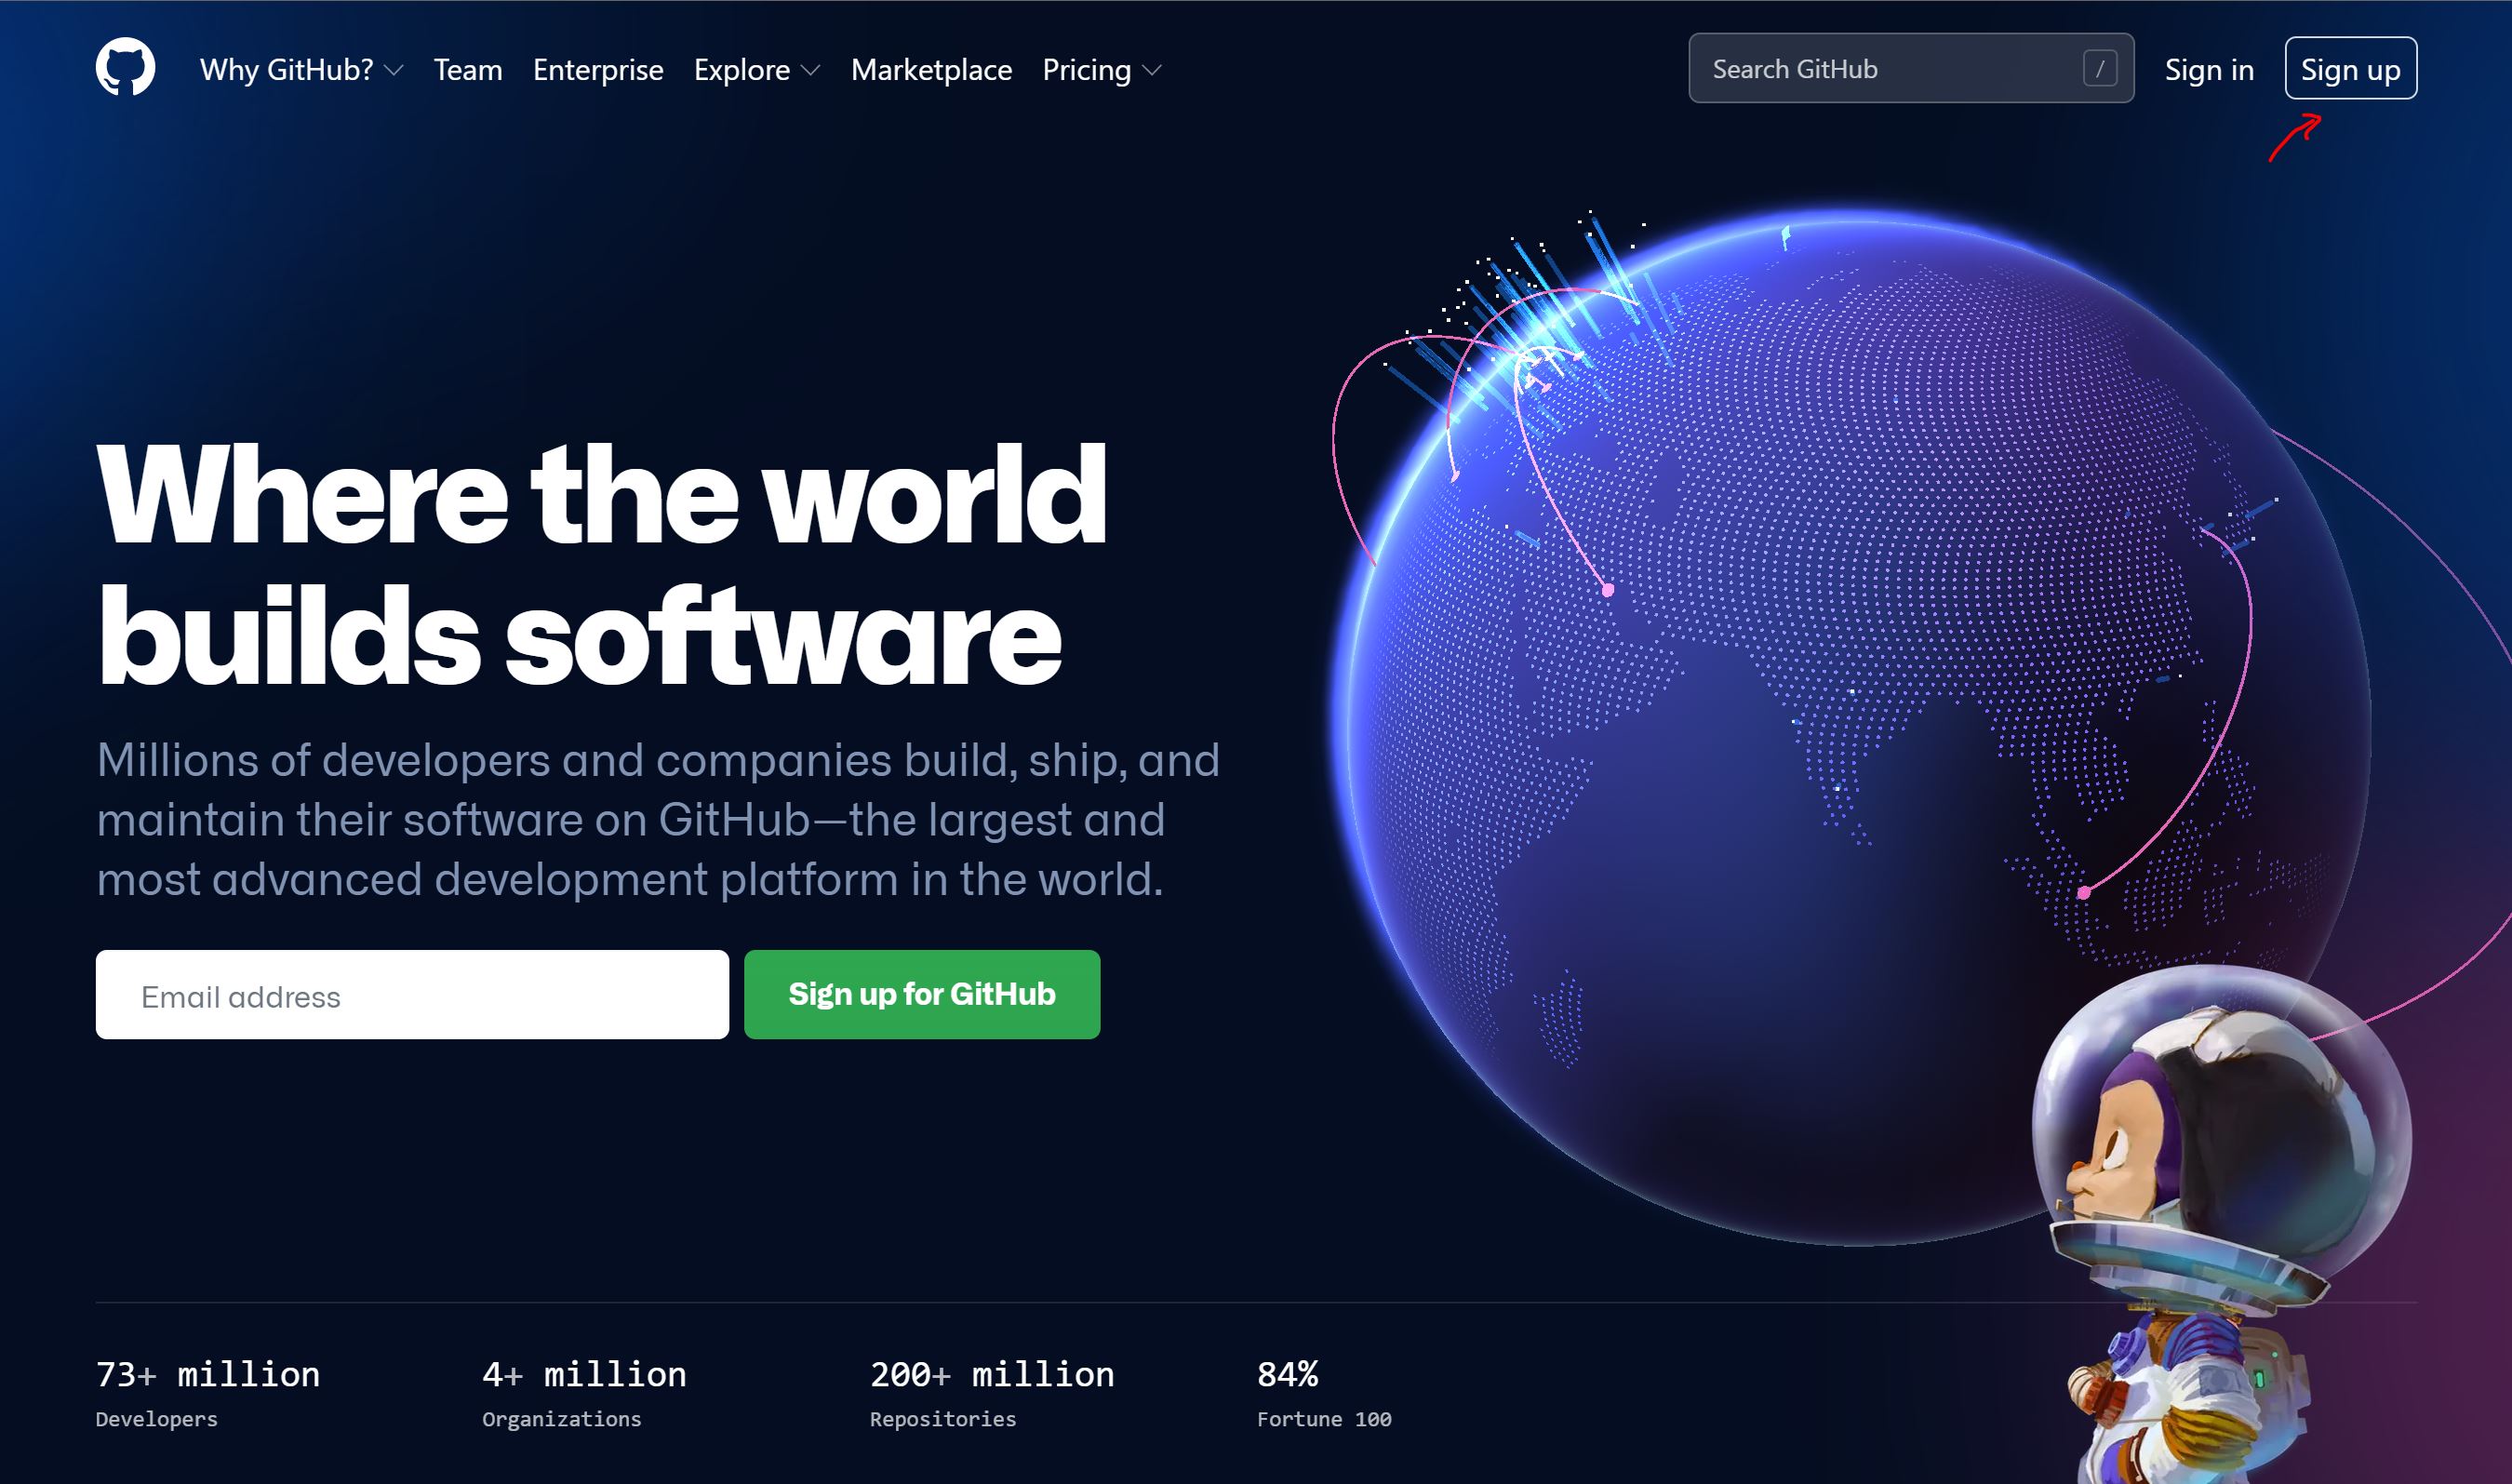 Why GitHub? Team Enterprise Explore Marketplace Pricing Search GitHub / Sign in Sign up
Where the world
builds software
Millions of developers and companies build, ship, and
maintain their software on GitHub—the largest and
most advanced development platform in the world.
Email address Sign up for GitHub
73+ million 4+ million 200+ million 84%
Developers Organizations Repositories Fortune 100